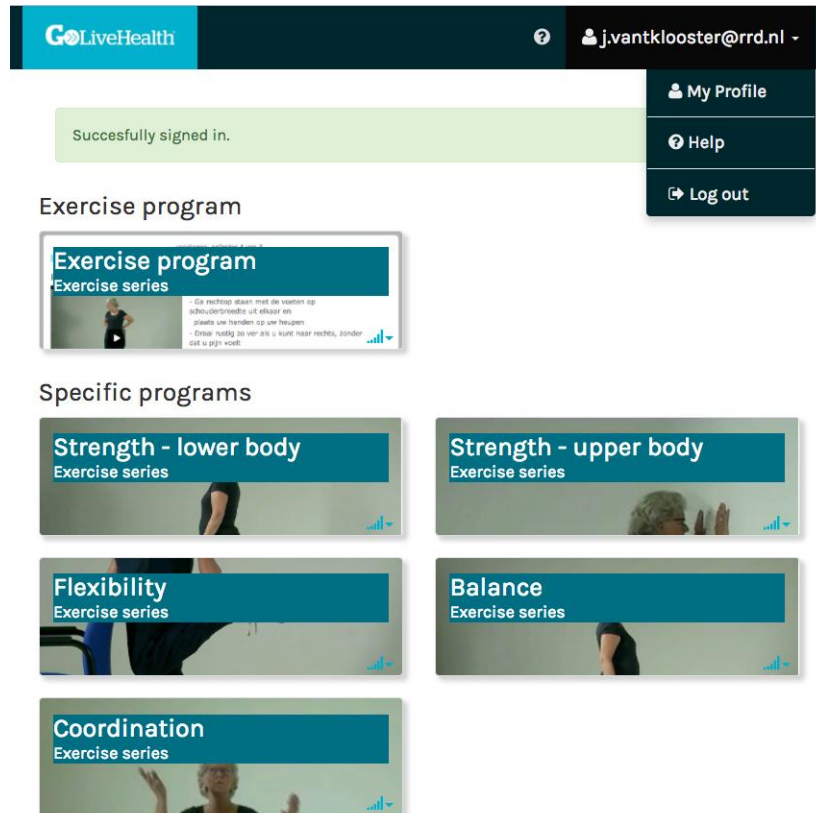 GoLiveHealth
j.vantklooster@rrd.nl
My Profile
Help
Log out
Succesfully signed in.
Exercise program
Exercise program
Exercise series
- Ga rechtop staan met de voeten op
schouderbreedte uit elkaar en
plaats uw handen op uw heupen
- Draai rustig zo ver als u kunt naar rechts, zonder
dat u pijn voelt
Specific programs
Strength - lower body
Exercise series
Strength - upper body
Exercise series
Flexibility
Exercise series
Balance
Exercise series
Coordination
Exercise series